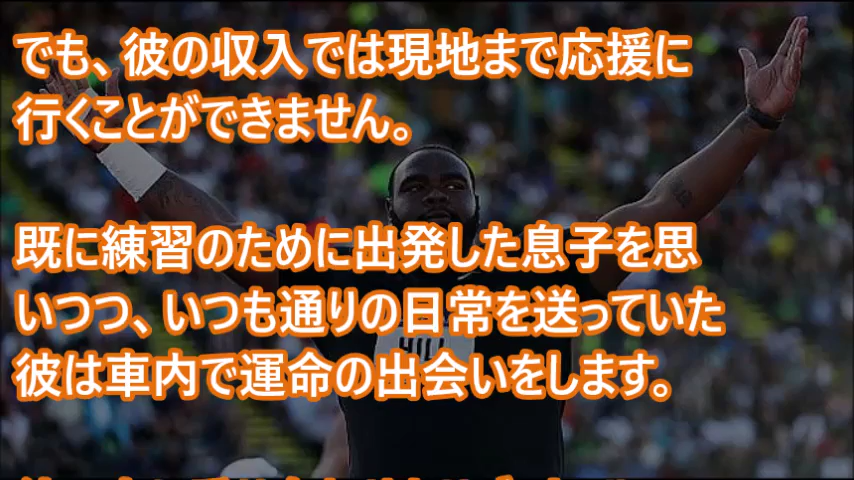 でも、彼の収入では現地まで応援に
行くことができません。
既に練習のために出発した息子を思
いつつ、いつも通りの日常を送っていた
彼は車内で運命の出会いをします。
HILL